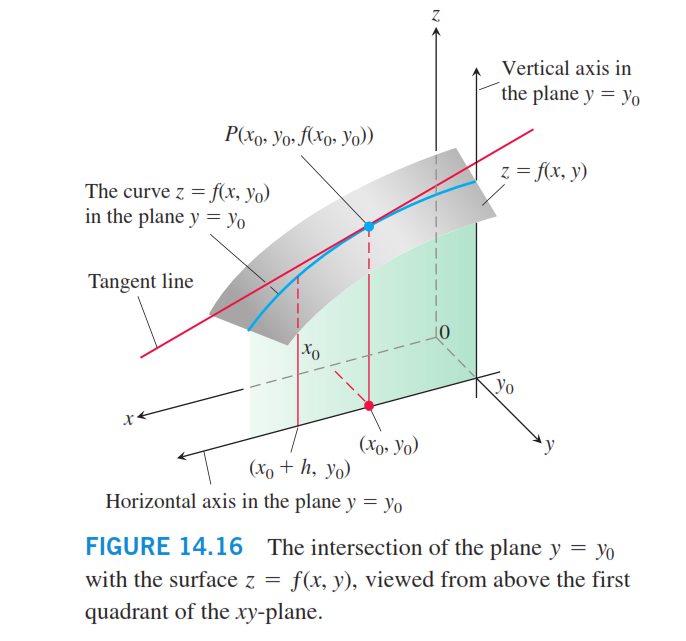 z
Vertical axis in
the plane y = y₀
P(x₀, y₀, f(x₀, y₀))
z = f(x, y)
The curve z = f(x, y₀)
in the plane y = y₀
Tangent line
0
x₀
y₀
x
(x₀, y₀)
y
(x₀ + h, y₀)
Horizontal axis in the plane y = y₀
FIGURE 14.16 The intersection of the plane y = y₀
with the surface z = f(x, y), viewed from above the first
quadrant of the xy-plane.